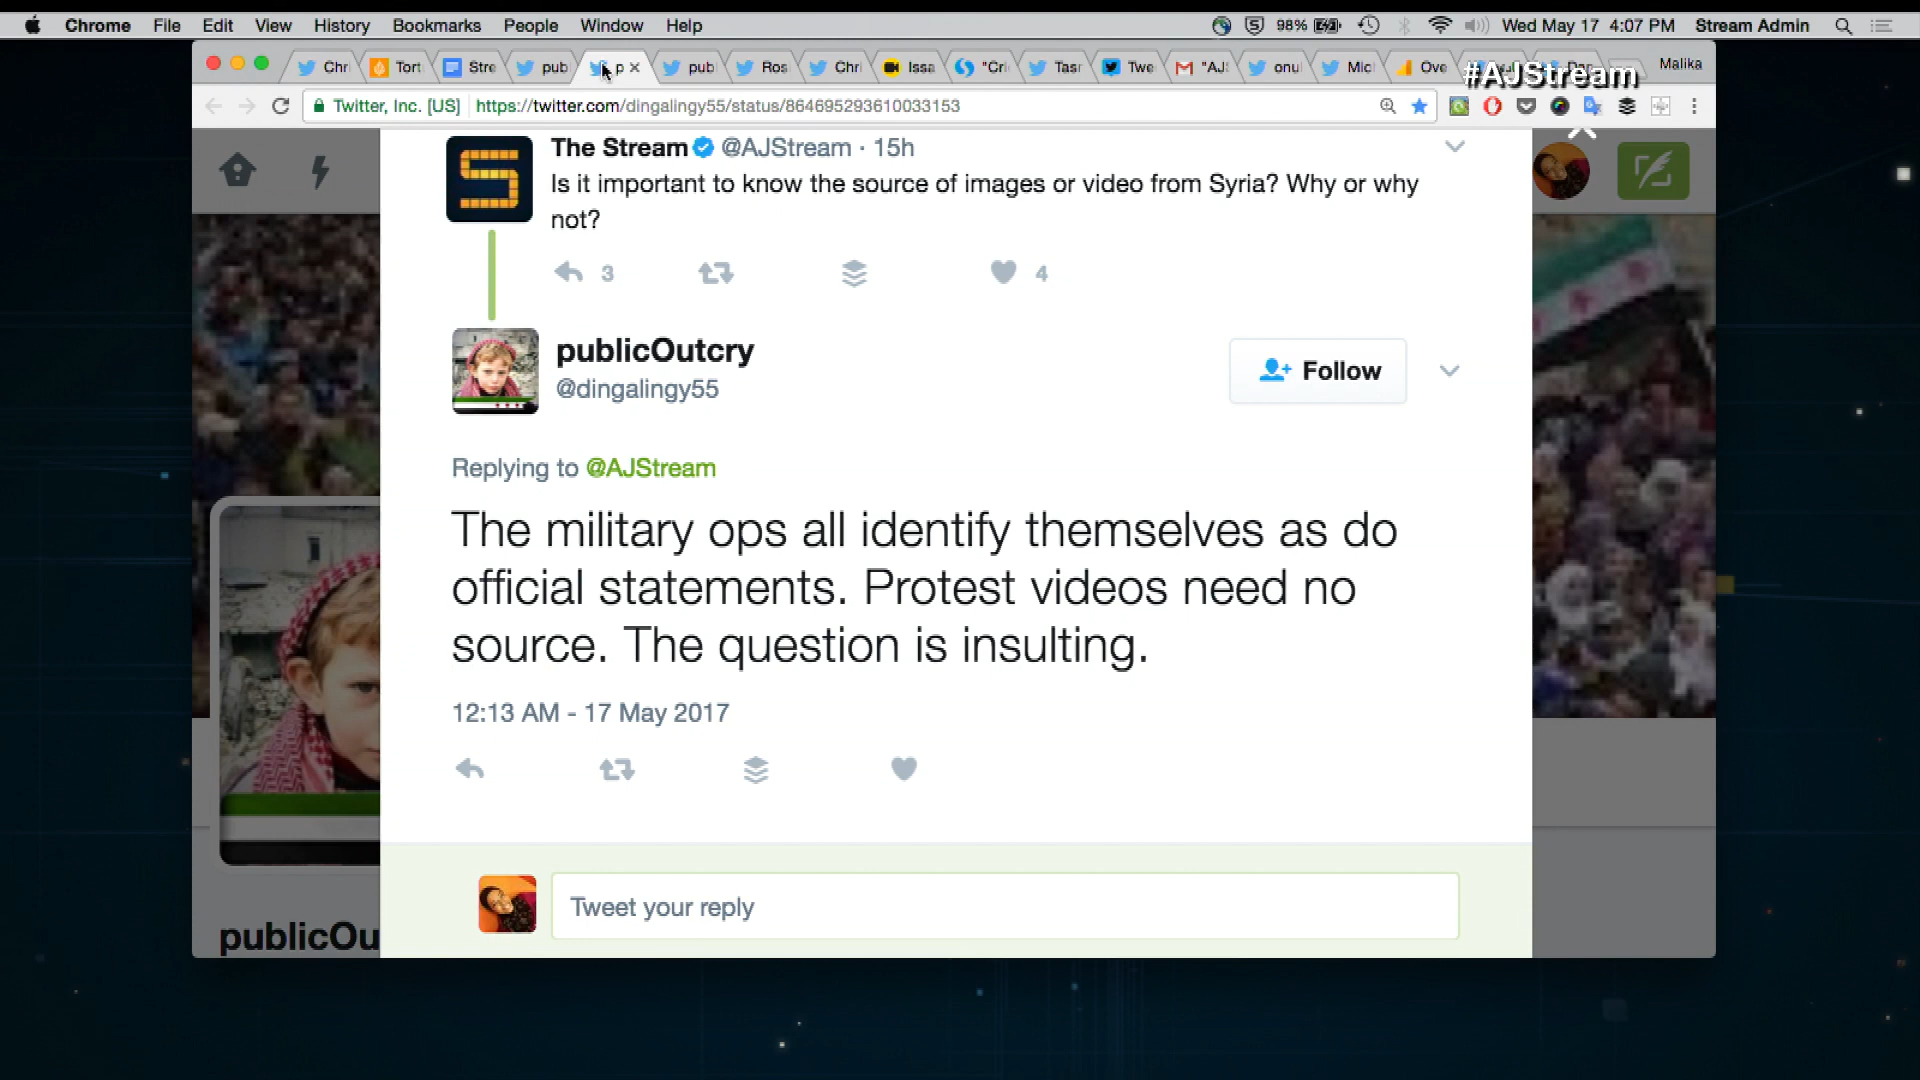 Chrome File Edit View History Bookmarks People Window Help 98% Wed May 17 4:07 PM Stream Admin
Chri Tort Stre pub p pub Ros Chri Issa "Cri Tasr Twe "AJ onu Mic Ove Malika
#AJStream
Twitter, Inc. [US] https://twitter.com/dingalingy55/status/864695293610033153
The Stream @AJStream · 15h
Is it important to know the source of images or video from Syria? Why or why
not?
3 4
publicOutcry
@dingalingy55
Follow
Replying to @AJStream
The military ops all identify themselves as do
official statements. Protest videos need no
source. The question is insulting.
12:13 AM - 17 May 2017
Tweet your reply
publicOu